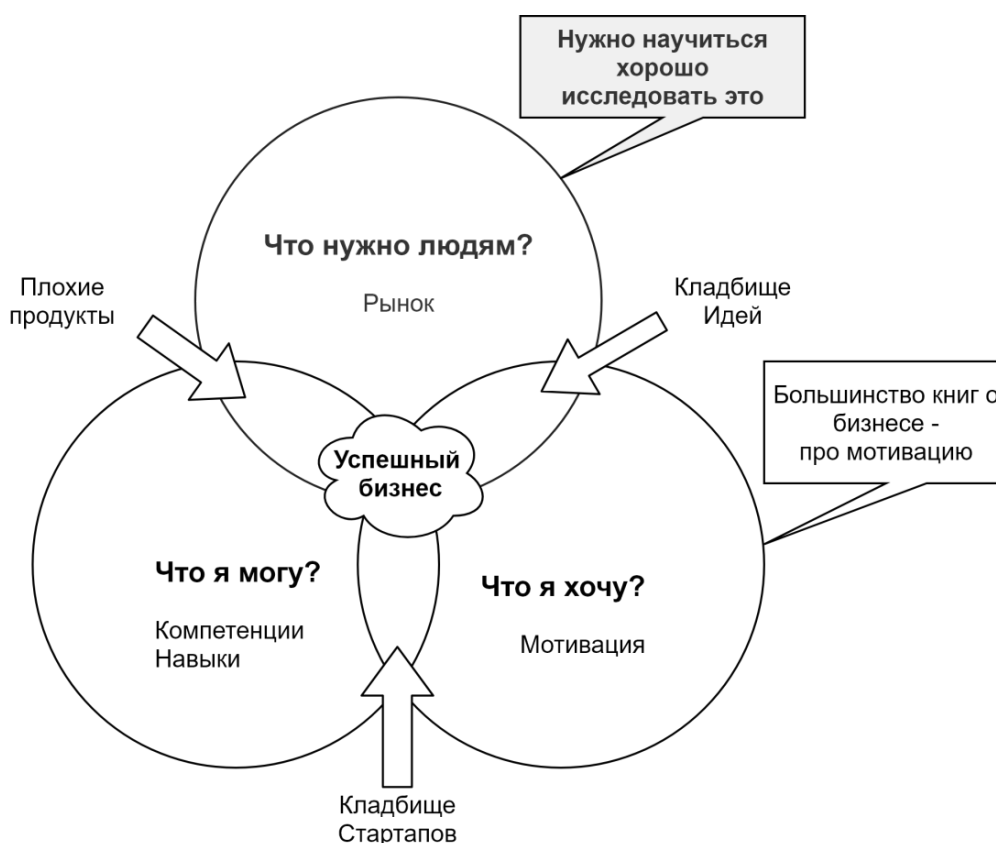 Нужно научиться
хорошо
исследовать это
Что нужно людям?
Рынок
Плохие
продукты
Кладбище
Идей
Большинство книг о
бизнесе -
про мотивацию
Успешный
бизнес
Что я могу?
Компетенции
Навыки
Что я хочу?
Мотивация
Кладбище
Стартапов